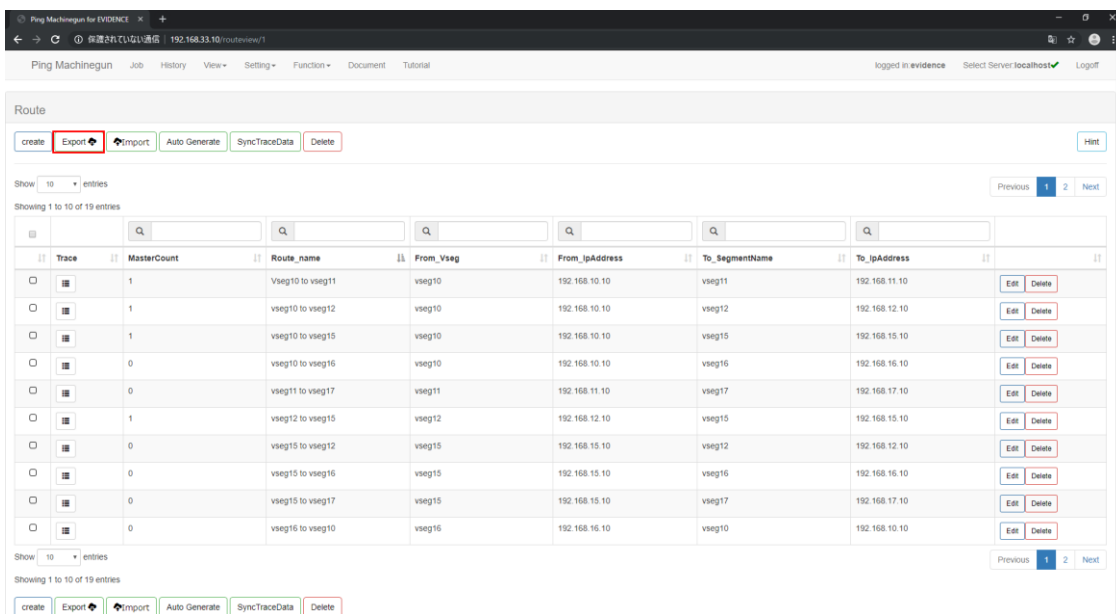 Ping Machinegun for EVIDENCE
保護されていない通信 | 192.168.33.10/routeview/1
Ping Machinegun Job History View Setting Function Document Tutorial logged in:evidence Select Server:localhost✔ Logoff
Route
create Export Import Auto Generate SyncTraceData Delete Hint
Show 10 entries Previous 1 2 Next
Showing 1 to 10 of 19 entries
Trace MasterCount Route_name From_Vseg From_IpAddress To_SegmentName To_IpAddress
1 Vseg10 to vseg11 vseg10 192.168.10.10 vseg11 192.168.11.10 Edit Delete
1 vseg10 to vseg12 vseg10 192.168.10.10 vseg12 192.168.12.10 Edit Delete
1 vseg10 to vseg15 vseg10 192.168.10.10 vseg15 192.168.15.10 Edit Delete
0 vseg10 to vseg16 vseg10 192.168.10.10 vseg16 192.168.16.10 Edit Delete
0 vseg11 to vseg17 vseg11 192.168.11.10 vseg17 192.168.17.10 Edit Delete
1 vseg12 to vseg15 vseg12 192.168.12.10 vseg15 192.168.15.10 Edit Delete
0 vseg15 to vseg12 vseg15 192.168.15.10 vseg12 192.168.12.10 Edit Delete
0 vseg15 to vseg16 vseg15 192.168.15.10 vseg16 192.168.16.10 Edit Delete
0 vseg15 to vseg17 vseg15 192.168.15.10 vseg17 192.168.17.10 Edit Delete
0 vseg16 to vseg10 vseg16 192.168.16.10 vseg10 192.168.10.10 Edit Delete
Show 10 entries Previous 1 2 Next
Showing 1 to 10 of 19 entries
create Export Import Auto Generate SyncTraceData Delete